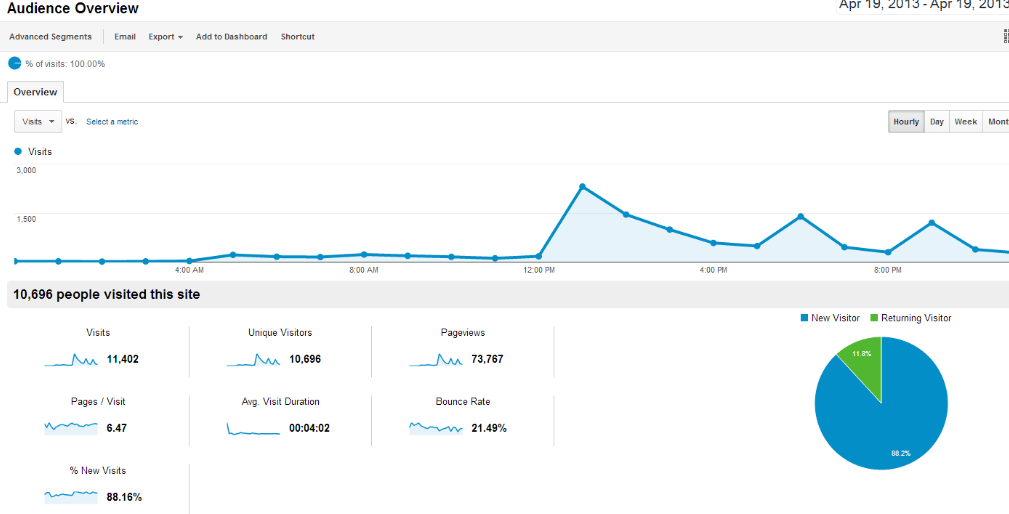 Audience Overview
Apr 19, 2013 - Apr 19, 2013
Advanced Segments Email Export Add to Dashboard Shortcut
% of visits: 100.00%
Overview
Visits vs. Select a metric
Hourly Day Week Mont
Visits
3,000
1,500
4:00 AM 8:00 AM 12:00 PM 4:00 PM 8:00 PM
10,696 people visited this site
New Visitor Returning Visitor
Visits Unique Visitors Pageviews
11,402 10,696 73,767
11.8%
Pages / Visit Avg. Visit Duration Bounce Rate
6.47 00:04:02 21.49%
88.2%
% New Visits
88.16%